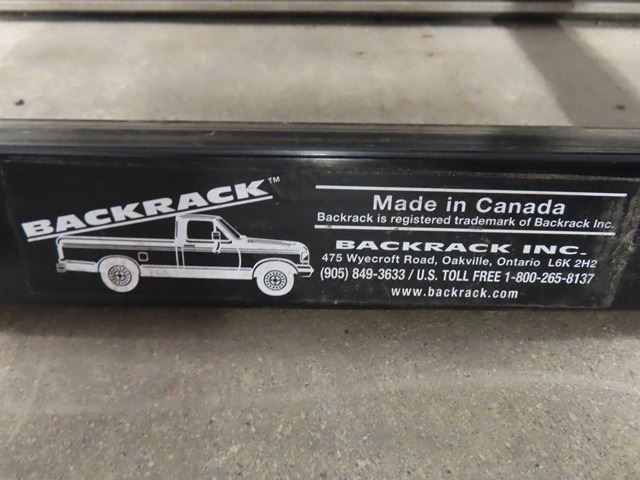 BACKRACK™
Made in Canada
Backrack is registered trademark of Backrack Inc.
BACKRACK INC.
475 Wyecroft Road, Oakville, Ontario L6K 2H2
(905) 849-3633 / U.S. TOLL FREE 1-800-265-8137
www.backrack.com